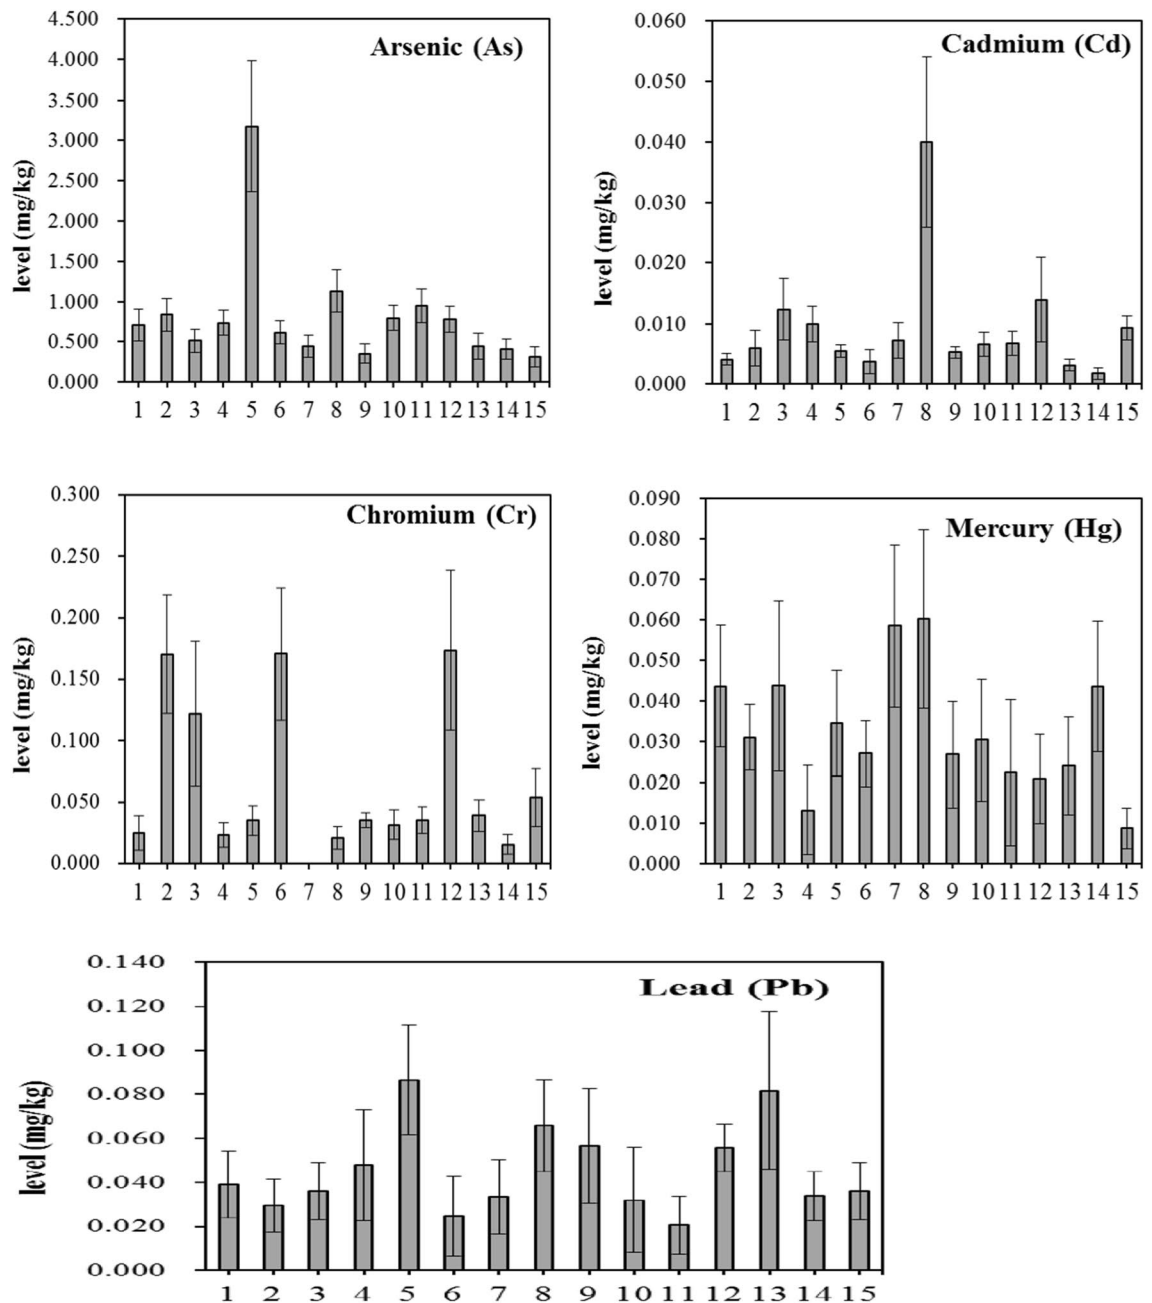 Arsenic (As)
level (mg/kg)
4.500
4.000
3.500
3.000
2.500
2.000
1.500
1.000
0.500
0.000
1 2 3 4 5 6 7 8 9 10 11 12 13 14 15
Cadmium (Cd)
level (mg/kg)
0.060
0.050
0.040
0.030
0.020
0.010
0.000
1 2 3 4 5 6 7 8 9 10 11 12 13 14 15
Chromium (Cr)
level (mg/kg)
0.300
0.250
0.200
0.150
0.100
0.050
0.000
1 2 3 4 5 6 7 8 9 10 11 12 13 14 15
Mercury (Hg)
level (mg/kg)
0.090
0.080
0.070
0.060
0.050
0.040
0.030
0.020
0.010
0.000
1 2 3 4 5 6 7 8 9 10 11 12 13 14 15
Lead (Pb)
level (mg/kg)
0.140
0.120
0.100
0.080
0.060
0.040
0.020
0.000
1 2 3 4 5 6 7 8 9 10 11 12 13 14 15